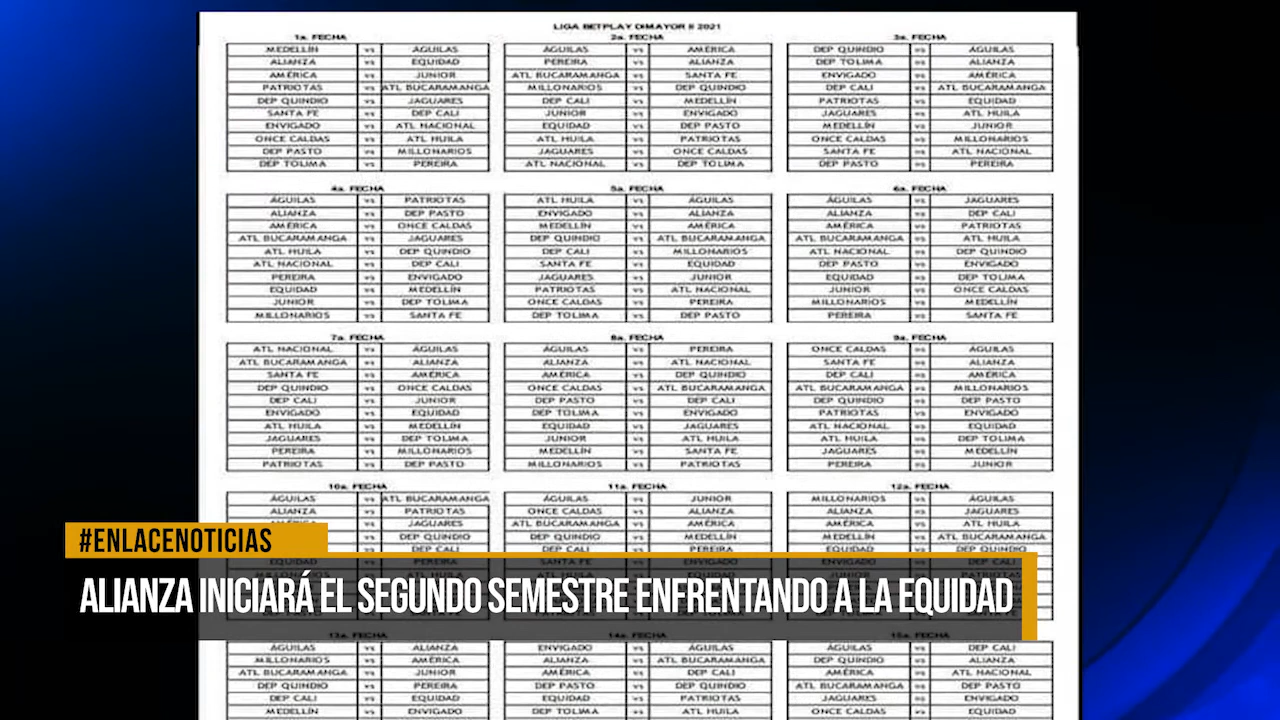 LIGA BETPLAY DIMAYOR II 2021
1a. FECHA
MEDELLÍN vs ÁGUILAS
ALIANZA vs EQUIDAD
AMÉRICA vs JUNIOR
PATRIOTAS vs ATL BUCARAMANGA
DEP QUINDIO vs JAGUARES
SANTA FE vs DEP CALI
ENVIGADO vs ATL NACIONAL
ONCE CALDAS vs ATL HUILA
DEP PASTO vs MILLONARIOS
DEP TOLIMA vs PEREIRA
2a. FECHA
ÁGUILAS vs AMÉRICA
PEREIRA vs ALIANZA
ATL BUCARAMANGA vs SANTA FE
MILLONARIOS vs DEP QUINDIO
DEP CALI vs MEDELLÍN
JUNIOR vs ENVIGADO
EQUIDAD vs DEP PASTO
ATL HUILA vs PATRIOTAS
JAGUARES vs ONCE CALDAS
ATL NACIONAL vs DEP TOLIMA
3a. FECHA
DEP QUINDIO vs ÁGUILAS
DEP TOLIMA vs ALIANZA
ENVIGADO vs AMÉRICA
DEP CALI vs ATL BUCARAMANGA
PATRIOTAS vs EQUIDAD
JAGUARES vs ATL HUILA
MEDELLÍN vs JUNIOR
ONCE CALDAS vs MILLONARIOS
SANTA FE vs ATL NACIONAL
DEP PASTO vs PEREIRA
4a. FECHA
ÁGUILAS vs PATRIOTAS
ALIANZA vs DEP PASTO
AMÉRICA vs ONCE CALDAS
ATL BUCARAMANGA vs JAGUARES
ATL HUILA vs DEP QUINDIO
ATL NACIONAL vs DEP CALI
PEREIRA vs ENVIGADO
EQUIDAD vs MEDELLÍN
JUNIOR vs DEP TOLIMA
MILLONARIOS vs SANTA FE
5a. FECHA
ATL HUILA vs ÁGUILAS
ENVIGADO vs ALIANZA
MEDELLÍN vs AMÉRICA
DEP QUINDIO vs ATL BUCARAMANGA
DEP CALI vs MILLONARIOS
SANTA FE vs EQUIDAD
JAGUARES vs JUNIOR
PATRIOTAS vs ATL NACIONAL
ONCE CALDAS vs PEREIRA
DEP TOLIMA vs DEP PASTO
6a. FECHA
ÁGUILAS vs JAGUARES
ALIANZA vs DEP CALI
AMÉRICA vs PATRIOTAS
ATL BUCARAMANGA vs ATL HUILA
ATL NACIONAL vs DEP QUINDIO
DEP PASTO vs ENVIGADO
EQUIDAD vs DEP TOLIMA
JUNIOR vs ONCE CALDAS
MILLONARIOS vs MEDELLÍN
PEREIRA vs SANTA FE
7a. FECHA
ATL NACIONAL vs ÁGUILAS
ATL BUCARAMANGA vs ALIANZA
SANTA FE vs AMÉRICA
DEP QUINDIO vs ONCE CALDAS
DEP CALI vs JUNIOR
ENVIGADO vs EQUIDAD
ATL HUILA vs MEDELLÍN
JAGUARES vs DEP TOLIMA
PEREIRA vs MILLONARIOS
PATRIOTAS vs DEP PASTO
8a. FECHA
ÁGUILAS vs PEREIRA
ALIANZA vs ATL NACIONAL
AMÉRICA vs DEP QUINDIO
ONCE CALDAS vs ATL BUCARAMANGA
DEP PASTO vs DEP CALI
DEP TOLIMA vs ENVIGADO
EQUIDAD vs JAGUARES
JUNIOR vs ATL HUILA
MEDELLÍN vs SANTA FE
MILLONARIOS vs PATRIOTAS
9a. FECHA
ONCE CALDAS vs ÁGUILAS
SANTA FE vs ALIANZA
DEP CALI vs AMÉRICA
ATL BUCARAMANGA vs MILLONARIOS
DEP QUINDIO vs DEP PASTO
PATRIOTAS vs ENVIGADO
ATL NACIONAL vs EQUIDAD
ATL HUILA vs DEP TOLIMA
JAGUARES vs MEDELLÍN
PEREIRA vs JUNIOR
10a. FECHA
ÁGUILAS vs ATL BUCARAMANGA
ALIANZA vs PATRIOTAS
AMÉRICA vs JAGUARES
vs DEP QUINDIO
vs DEP CALI
EQUIDAD vs PEREIRA
11a. FECHA
ÁGUILAS vs JUNIOR
ONCE CALDAS vs ALIANZA
ATL BUCARAMANGA vs AMÉRICA
DEP QUINDIO vs MEDELLÍN
DEP CALI vs PEREIRA
12a. FECHA
MILLONARIOS vs ÁGUILAS
ALIANZA vs JAGUARES
AMÉRICA vs ATL HUILA
MEDELLÍN vs ATL BUCARAMANGA
EQUIDAD vs DEP QUINDIO
#ENLACENOTICIAS
ALIANZA INICIARÁ EL SEGUNDO SEMESTRE ENFRENTANDO A LA EQUIDAD
13a. FECHA
ÁGUILAS vs ALIANZA
MILLONARIOS vs AMÉRICA
ATL BUCARAMANGA vs JUNIOR
DEP QUINDIO vs PEREIRA
DEP CALI vs EQUIDAD
MEDELLÍN vs ENVIGADO
14a. FECHA
ENVIGADO vs ÁGUILAS
ALIANZA vs ATL BUCARAMANGA
AMÉRICA vs DEP CALI
DEP PASTO vs DEP QUINDIO
EQUIDAD vs PATRIOTAS
JUNIOR vs ATL HUILA
15a. FECHA
ÁGUILAS vs DEP CALI
DEP QUINDIO vs ALIANZA
AMÉRICA vs ATL NACIONAL
ATL BUCARAMANGA vs DEP PASTO
JAGUARES vs ENVIGADO
ONCE CALDAS vs EQUIDAD